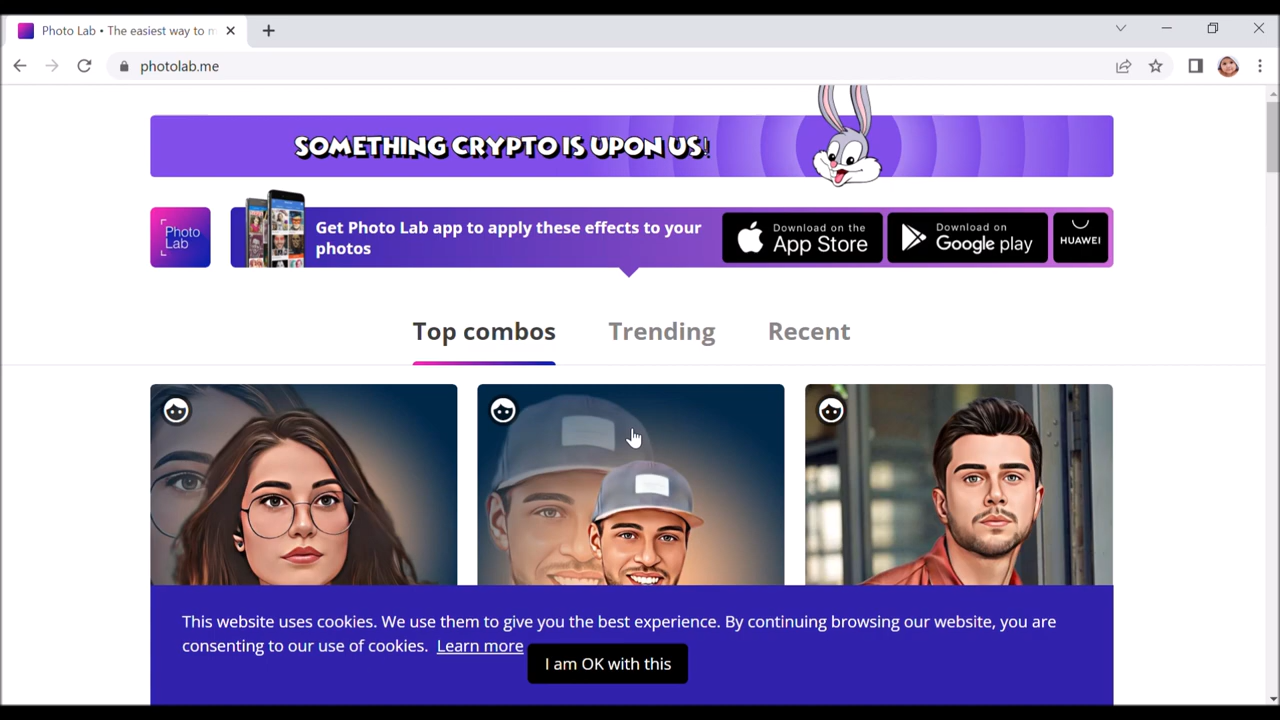 Photo Lab • The easiest way to m
photolab.me
SOMETHING CRYPTO IS UPON US!
Photo
Lab
Get Photo Lab app to apply these effects to your
photos
Download on the
App Store
Download on
Google play
HUAWEI
Top combos
Trending
Recent
This website uses cookies. We use them to give you the best experience. By continuing browsing our website, you are
consenting to our use of cookies. Learn more
I am OK with this